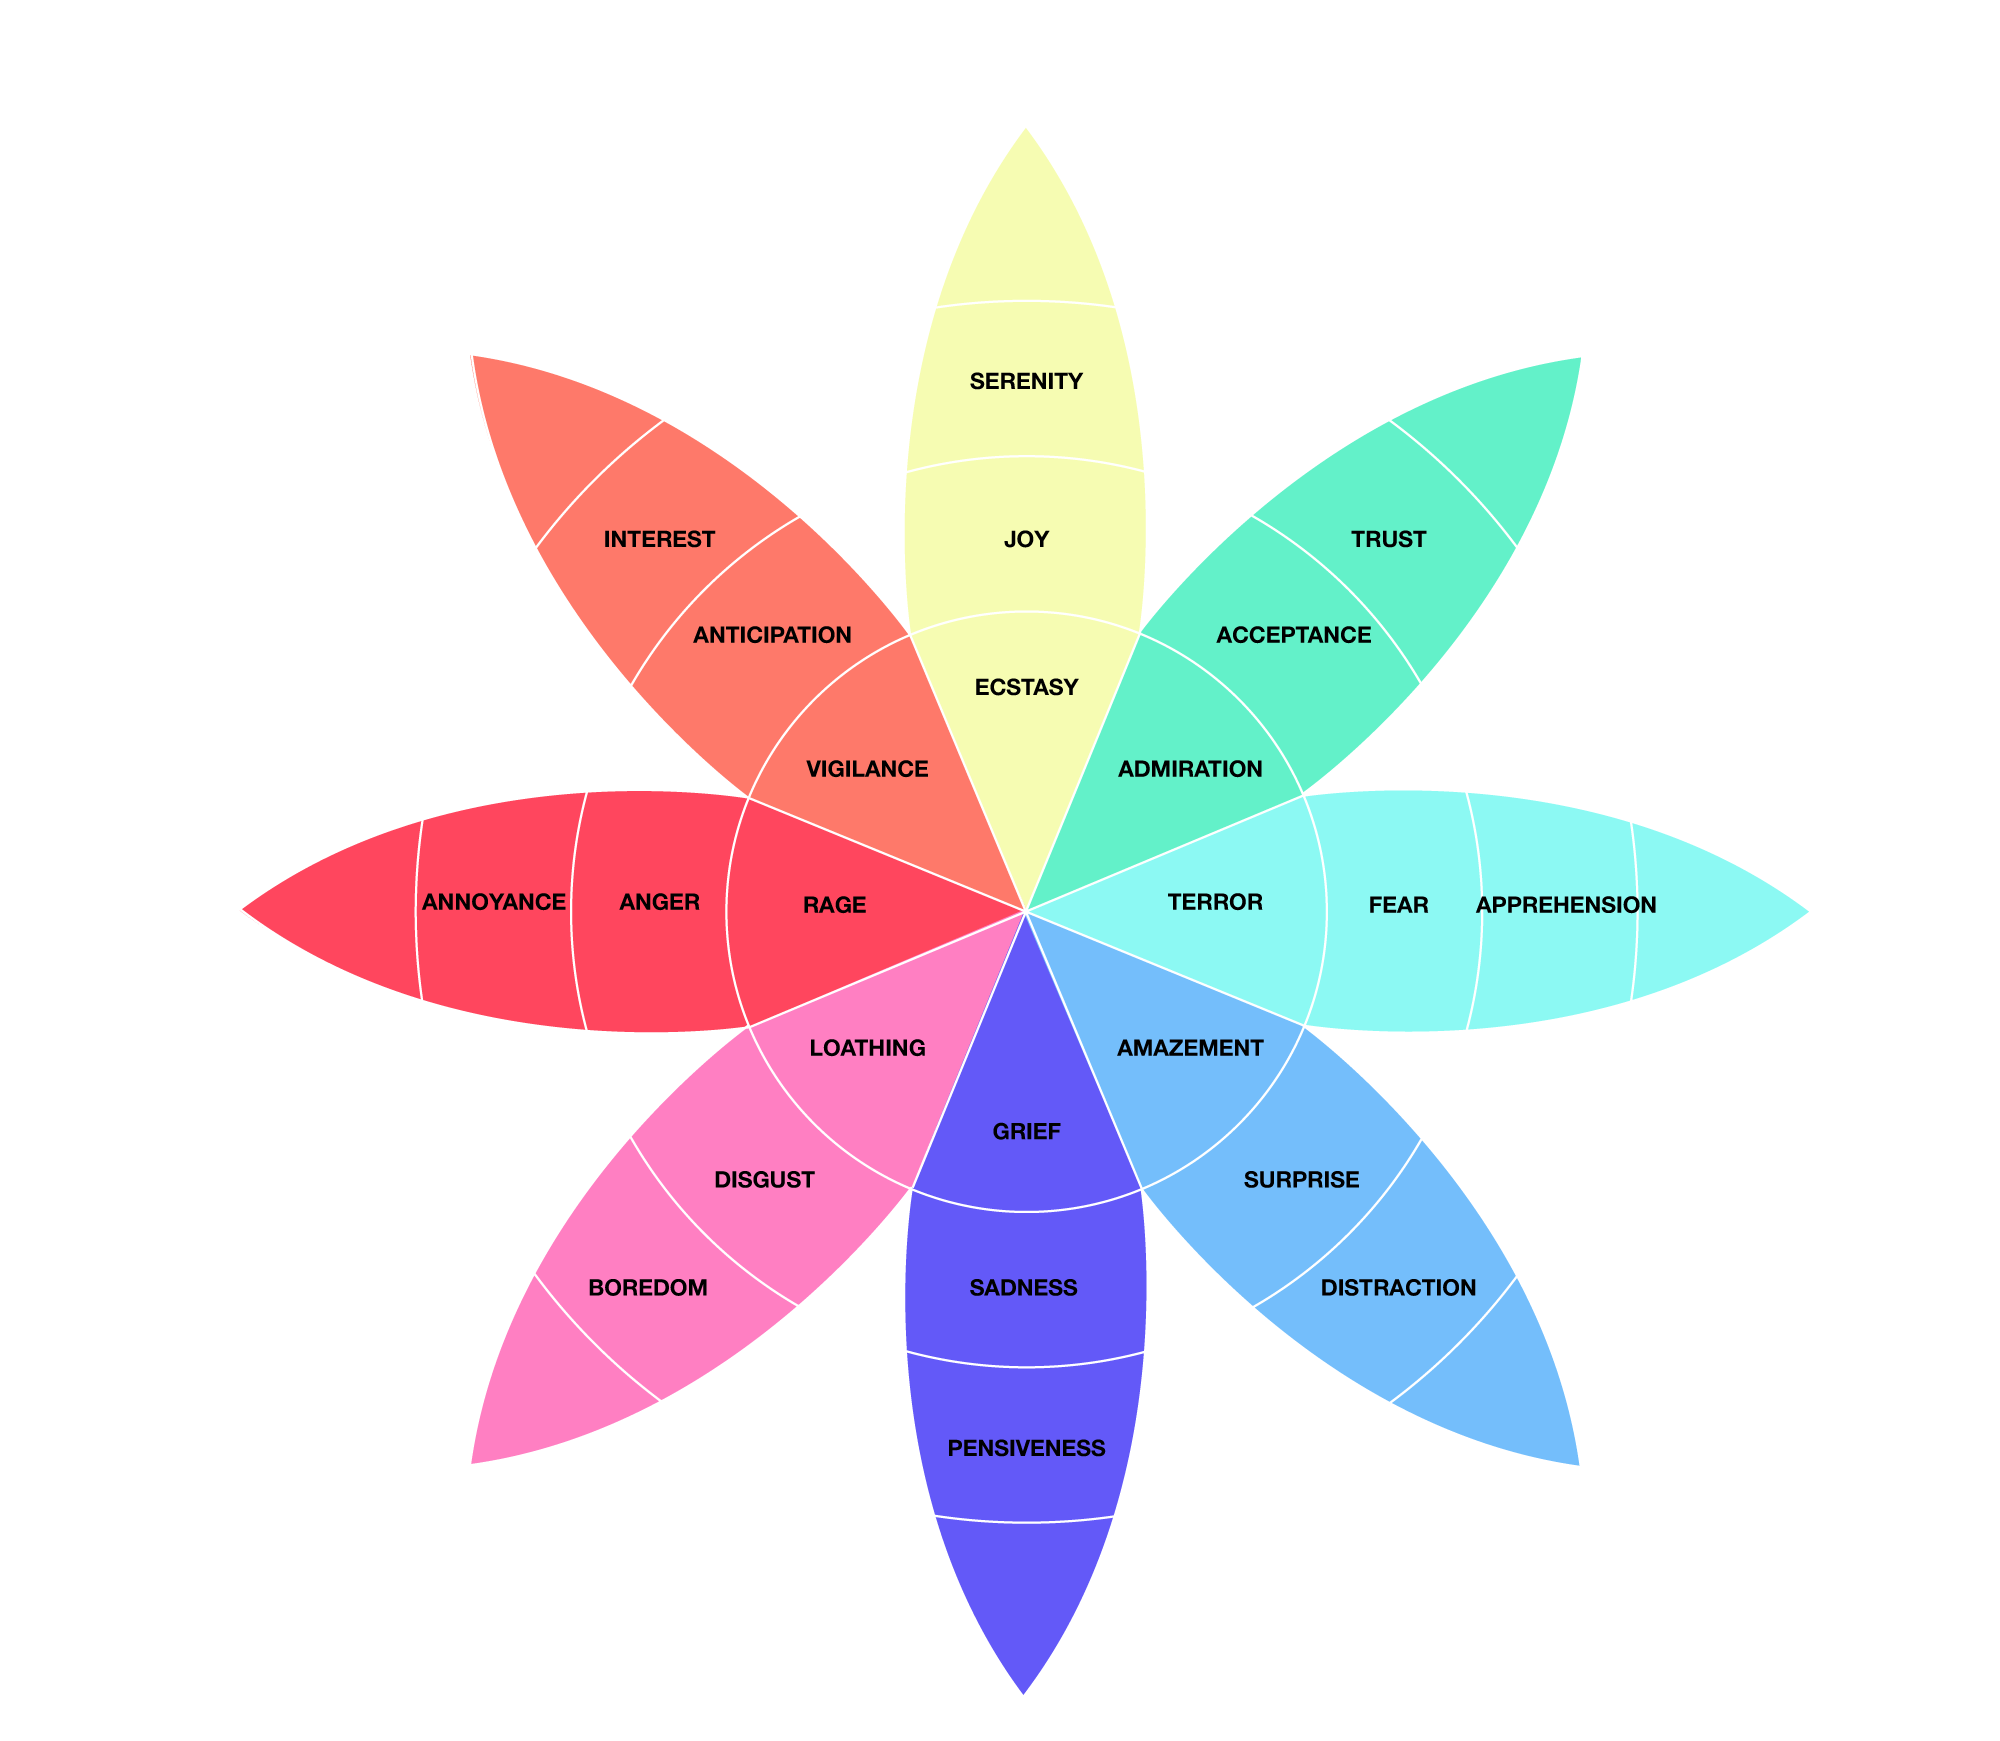 SERENITY
INTEREST
JOY
TRUST
ANTICIPATION
ACCEPTANCE
ECSTASY
VIGILANCE
ADMIRATION
ANNOYANCE
ANGER
RAGE
TERROR
FEAR
APPREHENSION
LOATHING
AMAZEMENT
GRIEF
DISGUST
SURPRISE
BOREDOM
SADNESS
DISTRACTION
PENSIVENESS